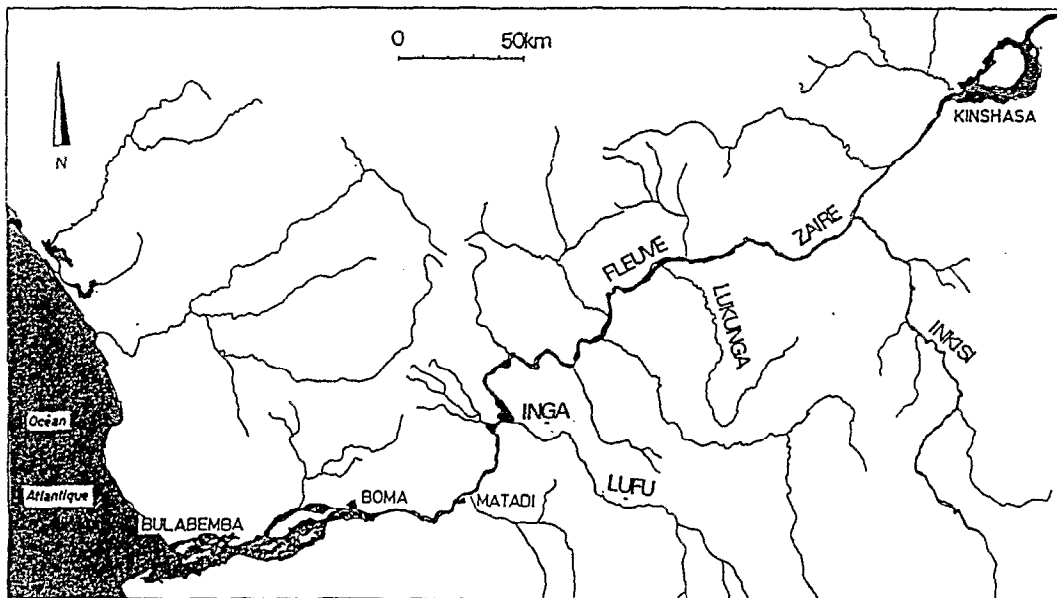 0 50km
N
KINSHASA
ZAIRE
FLEUVE
LUKUNGA
INKISI
Océan
Atlantique
INGA
LUFU
BOMA
MATADI
BULABEMBA